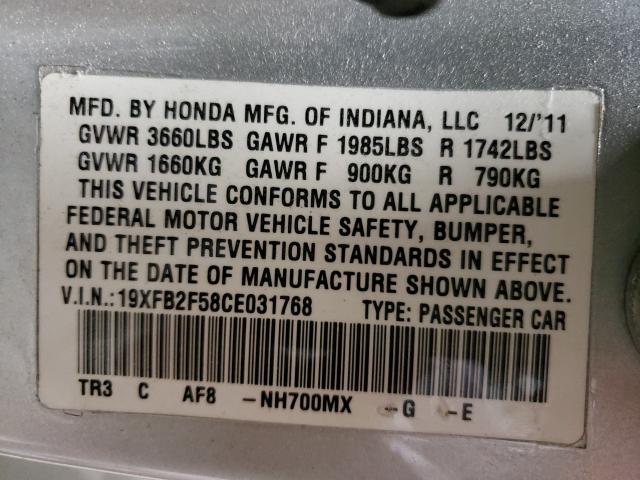 MFD. BY HONDA MFG. OF INDIANA, LLC 12/'11
GVWR 3660LBS GAWR F 1985LBS R 1742LBS
GVWR 1660KG GAWR F 900KG R 790KG
THIS VEHICLE CONFORMS TO ALL APPLICABLE
FEDERAL MOTOR VEHICLE SAFETY, BUMPER,
AND THEFT PREVENTION STANDARDS IN EFFECT
ON THE DATE OF MANUFACTURE SHOWN ABOVE.
V.I.N.:19XFB2F58CE031768 TYPE: PASSENGER CAR
TR3 C AF8 -NH700MX -G -E